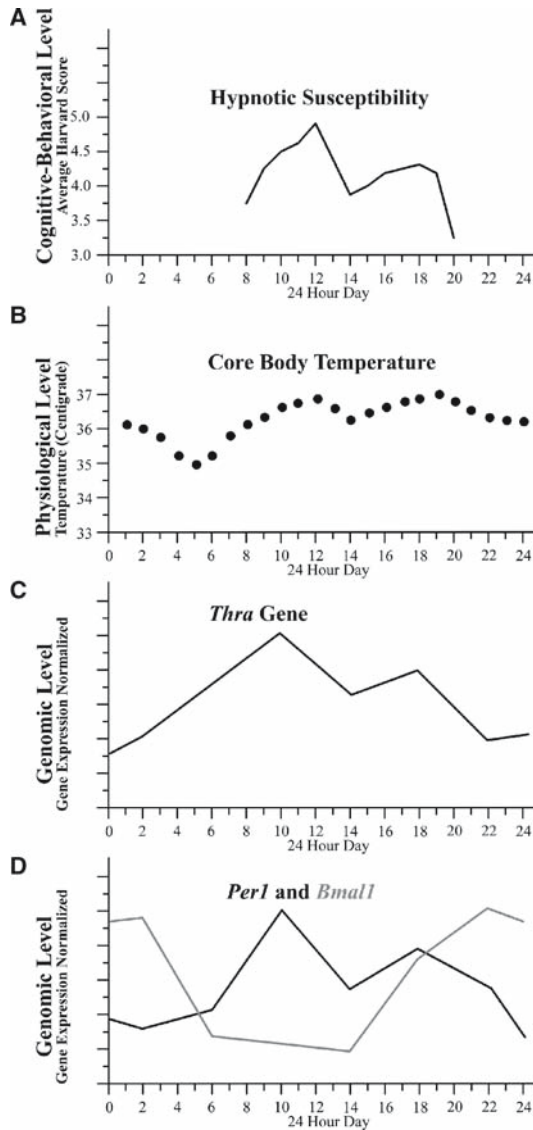 A
Cognitive-Behavioral Level
Average Harvard Score
Hypnotic Susceptibility
5.0
4.5
4.0
3.5
3.0
0 2 4 6 8 10 12 14 16 18 20 22 24
24 Hour Day
B
Physiological Level
Temperature (Centigrade)
Core Body Temperature
37
36
35
34
33
0 2 4 6 8 10 12 14 16 18 20 22 24
24 Hour Day
C
Genomic Level
Gene Expression Normalized
Thra Gene
0 2 4 6 8 10 12 14 16 18 20 22 24
24 Hour Day
D
Genomic Level
Gene Expression Normalized
Per1 and Bmal1
0 2 4 6 8 10 12 14 16 18 20 22 24
24 Hour Day